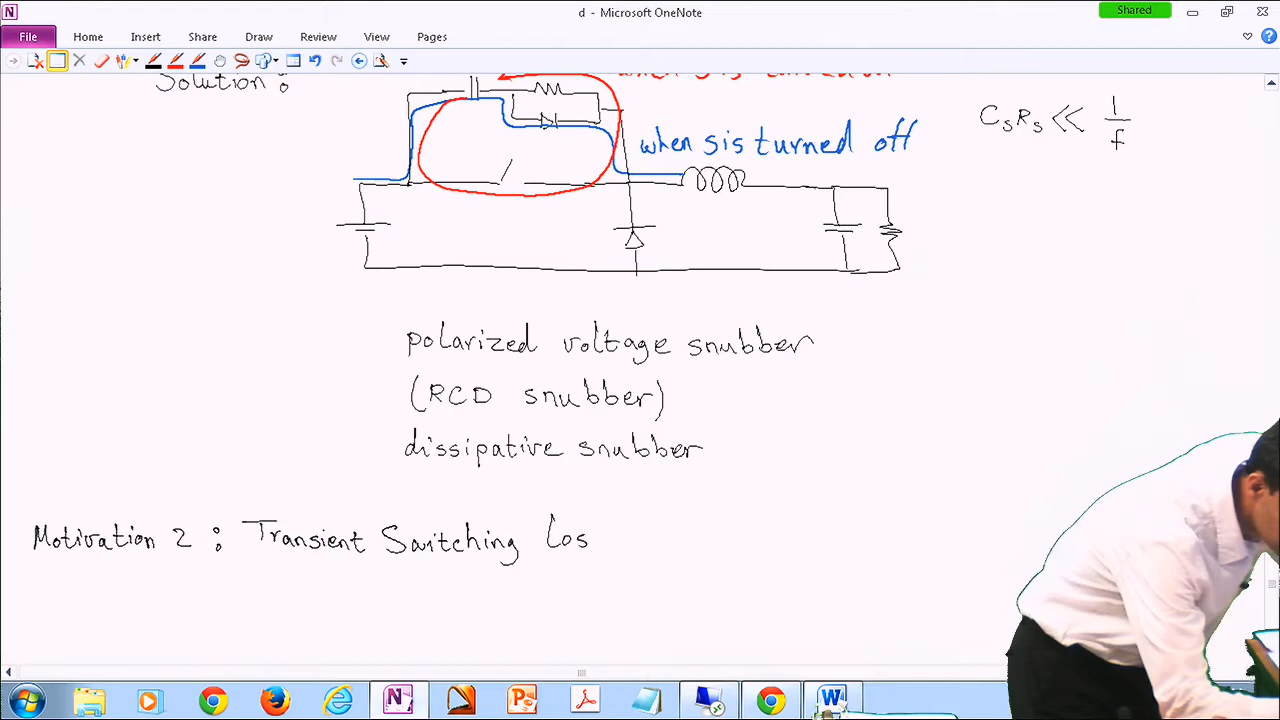 d - Microsoft OneNote
Shared
File Home Insert Share Draw Review View Pages
Solution :
when s is turned off
CsRs << 1/f
polarized voltage snubber
(RCD snubber)
dissipative snubber
Motivation 2 : Transient Switching Los